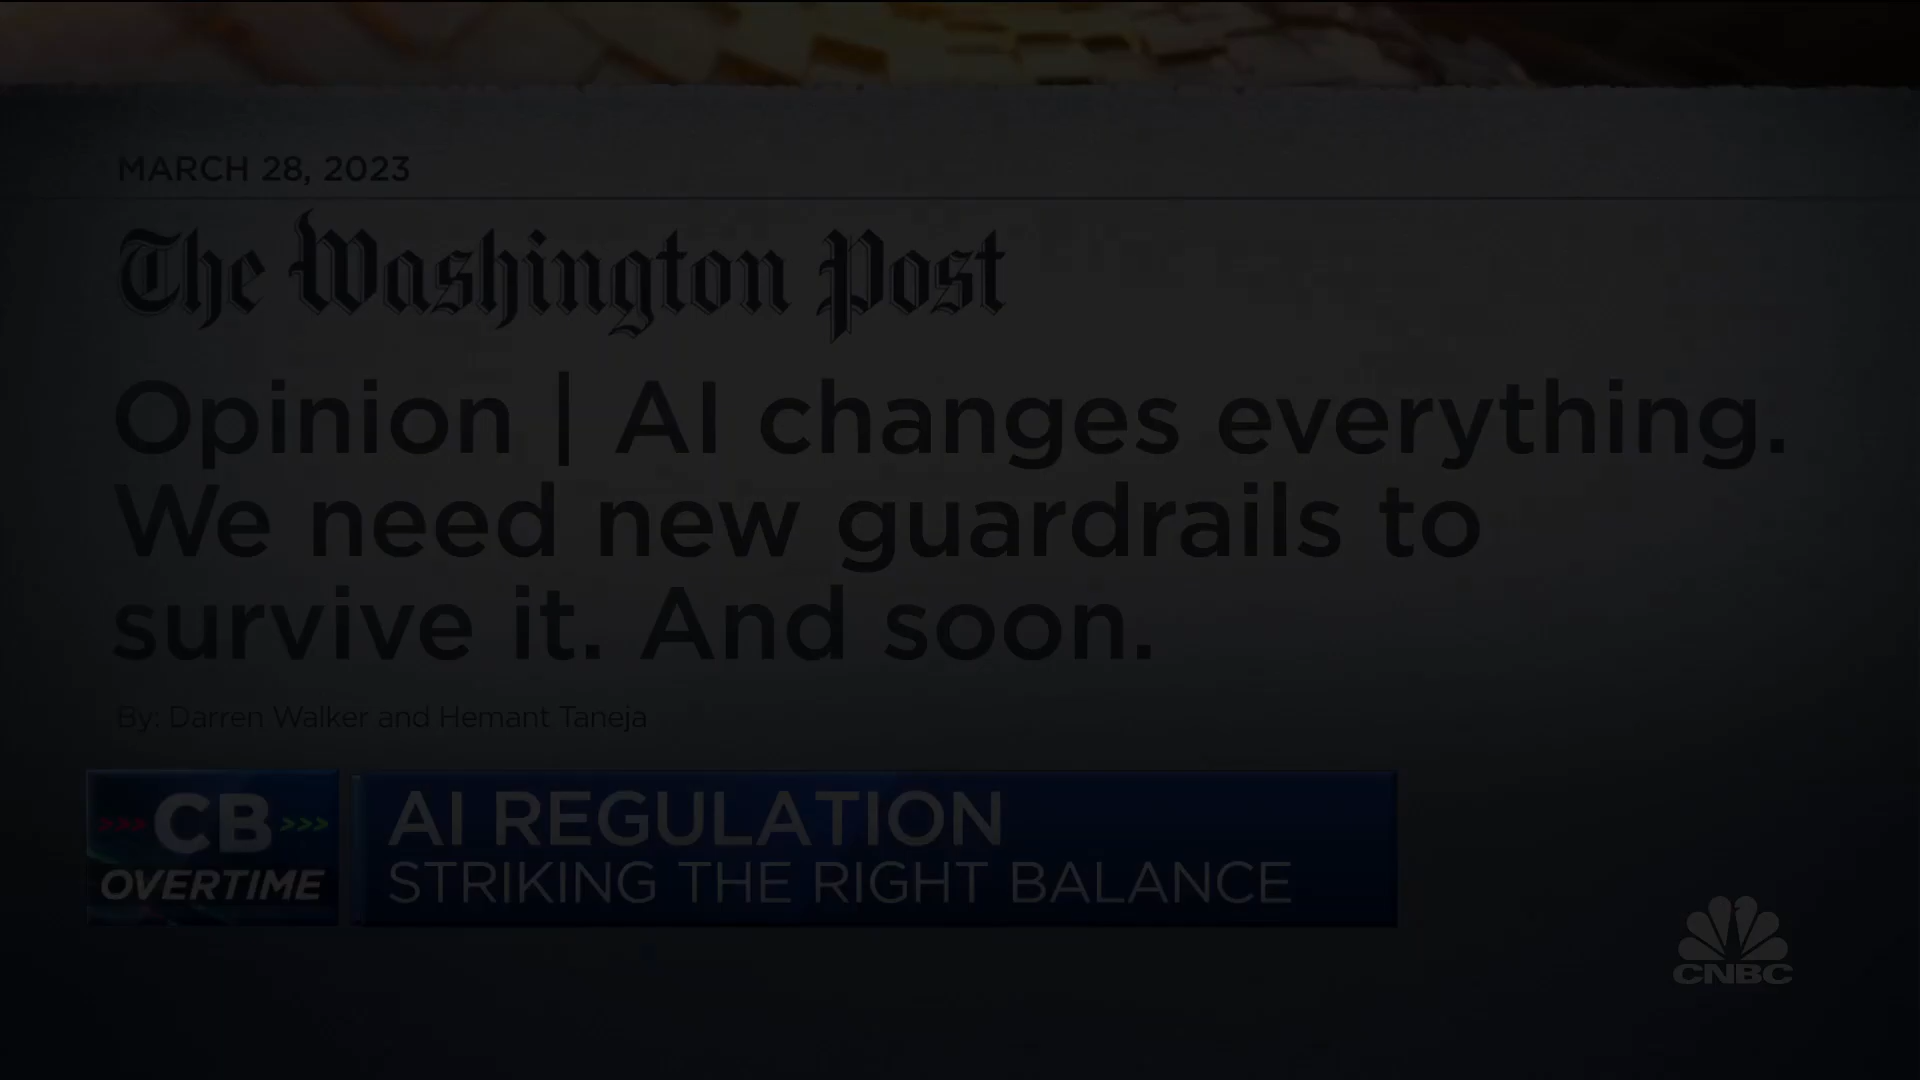 MARCH 28, 2023
The Washington Post
Opinion | AI changes everything.
We need new guardrails to
survive it. And soon.
By: Darren Walker and Hemant Taneja
>>> CB >>>
OVERTIME
AI REGULATION
STRIKING THE RIGHT BALANCE
CNBC